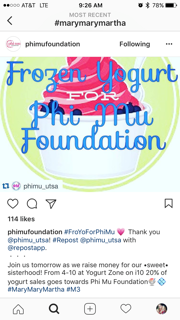 ●●○○○ AT&T LTE 9:26 AM 78%
MOST RECENT
#marymarymartha
phimufoundation Following
Frozen Yogurt
FOR
Phi Mu
Foundation
phimu_utsa
114 likes
phimufoundation #FroYoForPhiMu 💗 Thank you
@phimu_utsa! #Repost @phimu_utsa with
@repostapp.
・・・
Join us tomorrow as we raise money for our •sweet•
sisterhood! From 4-10 at Yogurt Zone on i10 20% of
yogurt sales goes towards Phi Mu Foundation
#MaryMaryMartha #M3